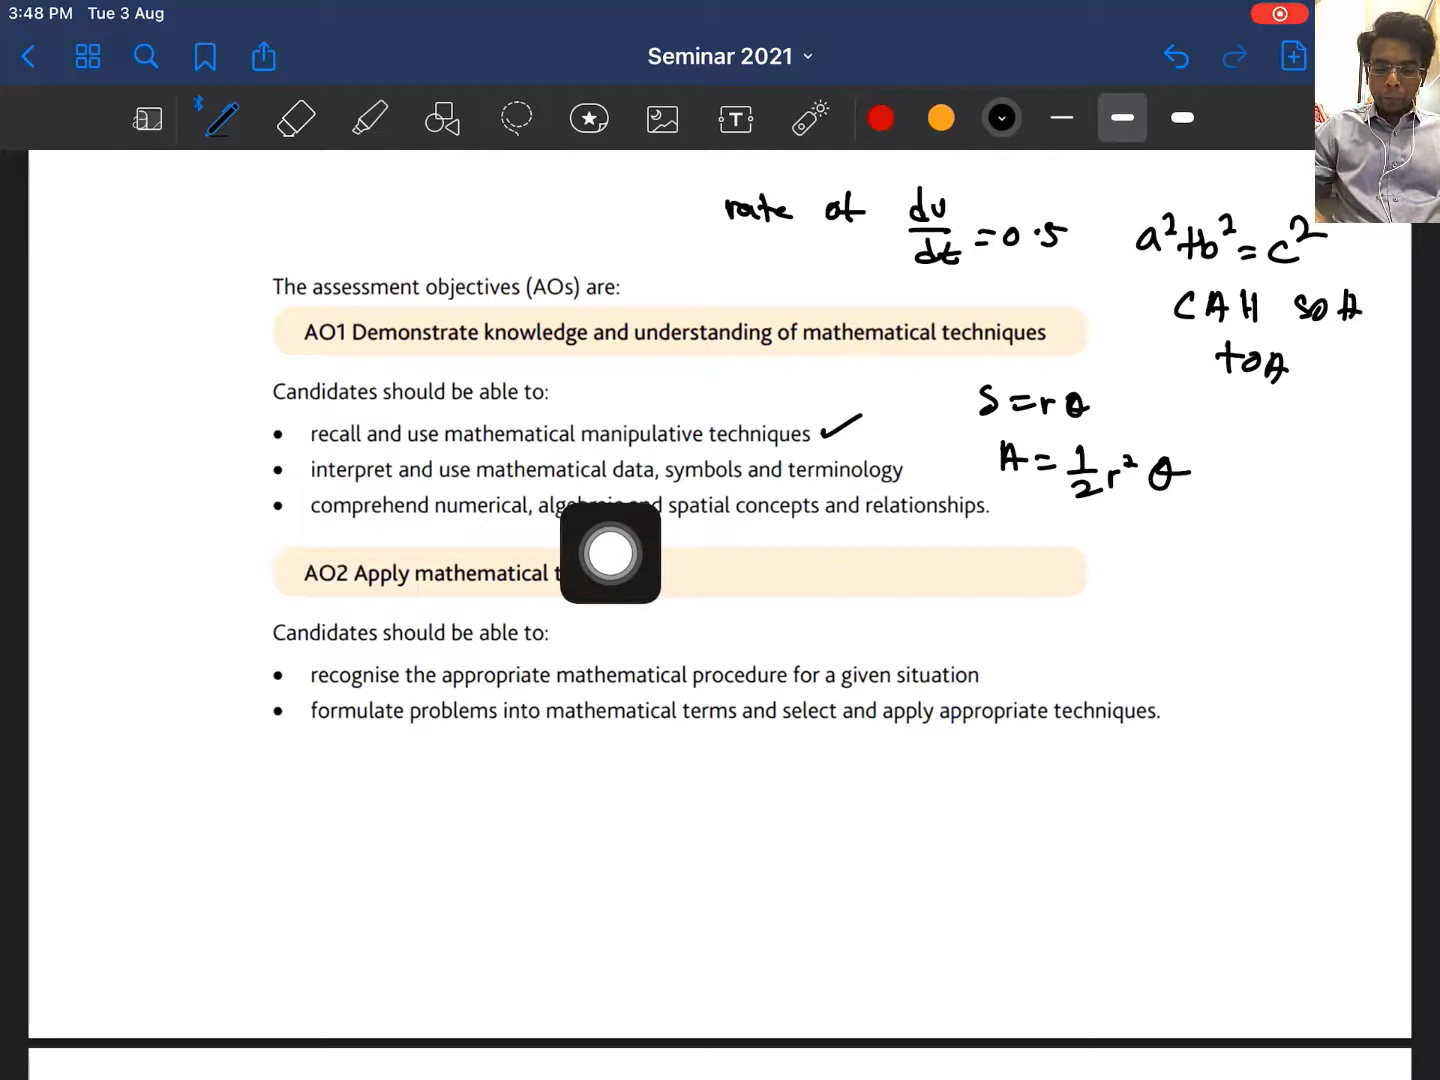 3:48 PM Tue 3 Aug
Seminar 2021
rate of dv/dt = 0.5
a² + b² = c²
CAH SOH
TOA
The assessment objectives (AOs) are:
AO1 Demonstrate knowledge and understanding of mathematical techniques
Candidates should be able to:
S = rθ
• recall and use mathematical manipulative techniques ✓
A = 1/2 r² θ
• interpret and use mathematical data, symbols and terminology
• comprehend numerical, spatial concepts and relationships.
AO2 Apply mathematical
Candidates should be able to:
• recognise the appropriate mathematical procedure for a given situation
• formulate problems into mathematical terms and select and apply appropriate techniques.